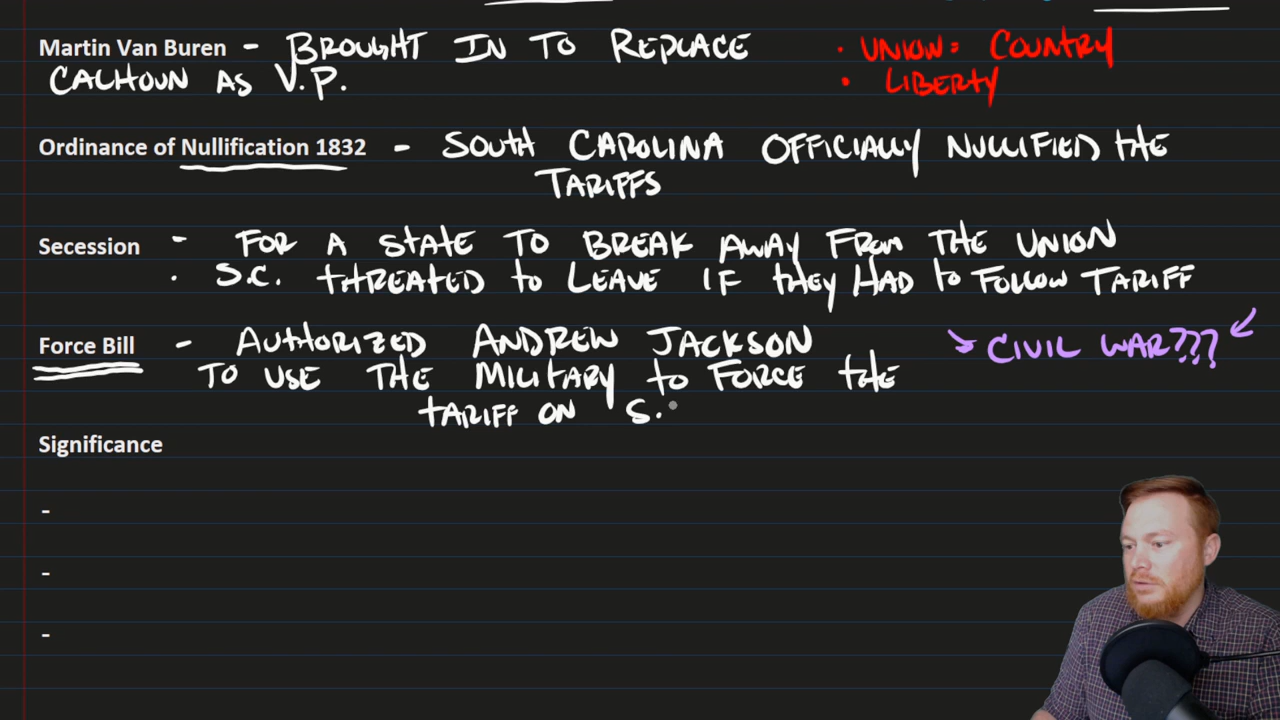 Martin Van Buren - BROUGHT IN TO REPLACE
CALHOUN AS V.P.
· UNION = COUNTRY
· LIBERTY
Ordinance of Nullification 1832 - SOUTH CAROLINA OFFICIALLY NULLIFIED the
TARIFFS
Secession - FOR A STATE TO BREAK AWAY FROM THE UNION
· S.C. THREATED to LEAVE IF they HAD to FOLLOW TARIFF
Force Bill - AUTHORIZED ANDREW JACKSON
TO USE THE MILITARY to FORCE the
TARIFF ON S.
CIVIL WAR???
Significance
-
-
-